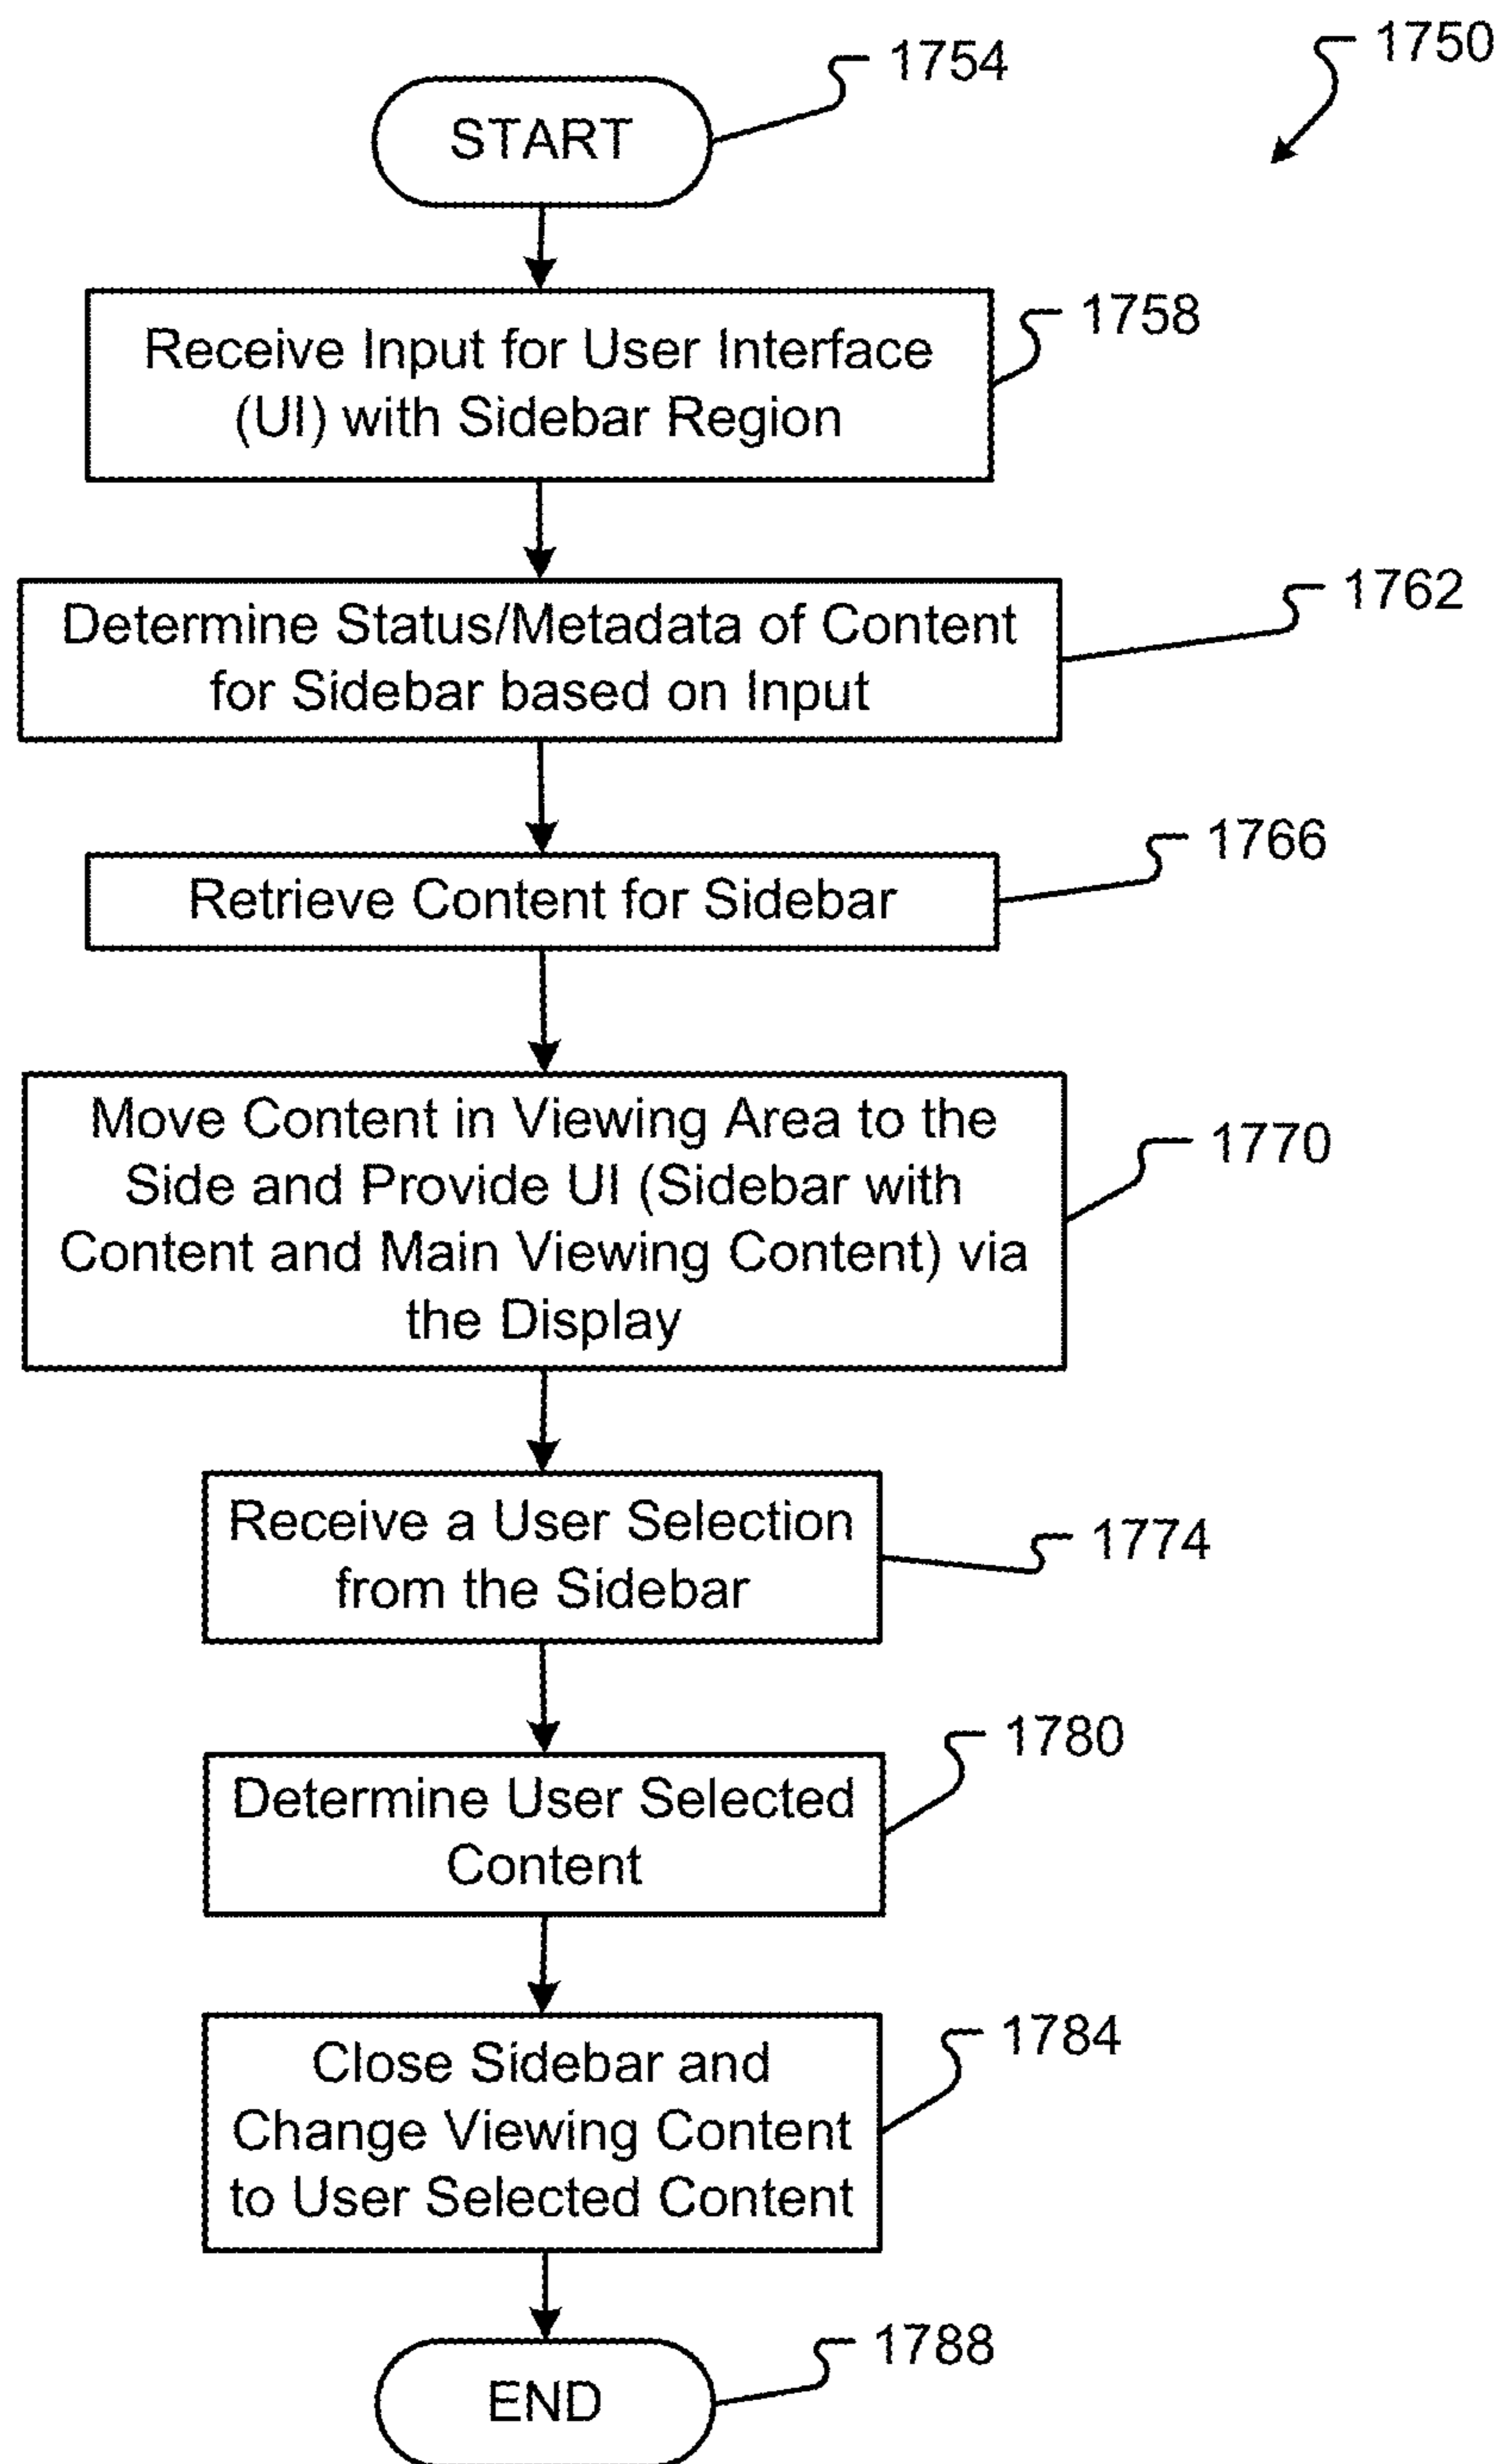 1750
1754
START
1758
Receive Input for User Interface
(UI) with Sidebar Region
1762
Determine Status/Metadata of Content
for Sidebar based on Input
1766
Retrieve Content for Sidebar
Move Content in Viewing Area to the
Side and Provide UI (Sidebar with
Content and Main Viewing Content) via
the Display
1770
Receive a User Selection
from the Sidebar
1774
1780
Determine User Selected
Content
1784
Close Sidebar and
Change Viewing Content
to User Selected Content
1788
END